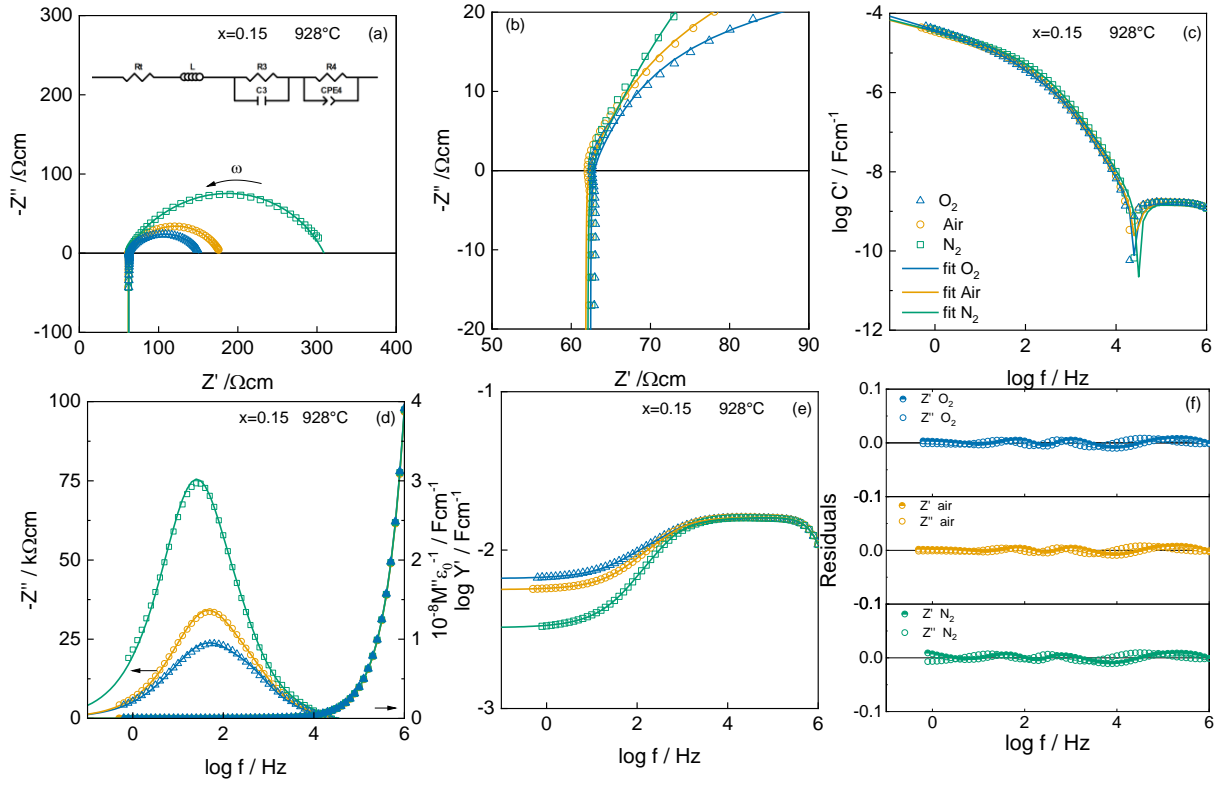 x=0.15 928°C (a)
Rt L R3 R4
C3 CPE4
ω
-Z'' /Ωcm
300
200
100
0
-100
0 100 200 300 400
Z' /Ωcm
(b)
-Z'' /Ωcm
20
10
0
-10
-20
50 60 70 80 90
Z' /Ωcm
x=0.15 928°C (c)
log C' / Fcm⁻¹
-4
-6
-8
-10
-12
O₂
Air
N₂
fit O₂
fit Air
fit N₂
0 2 4 6
log f / Hz
x=0.15 928°C (d)
-Z'' / kΩcm
100
75
50
25
0
4
3
2
1
0
10⁻⁸M''ε₀⁻¹ / Fcm⁻¹
0 2 4 6
log f / Hz
x=0.15 928°C (e)
log Y' / Fcm⁻¹
-1
-2
-3
0 2 4 6
log f / Hz
(f)
Residuals
0.1
Z' O₂
Z'' O₂
0.0
-0.1
Z' air
Z'' air
0.0
-0.1
Z' N₂
Z'' N₂
0.0
-0.1
0 2 4 6
log f / Hz